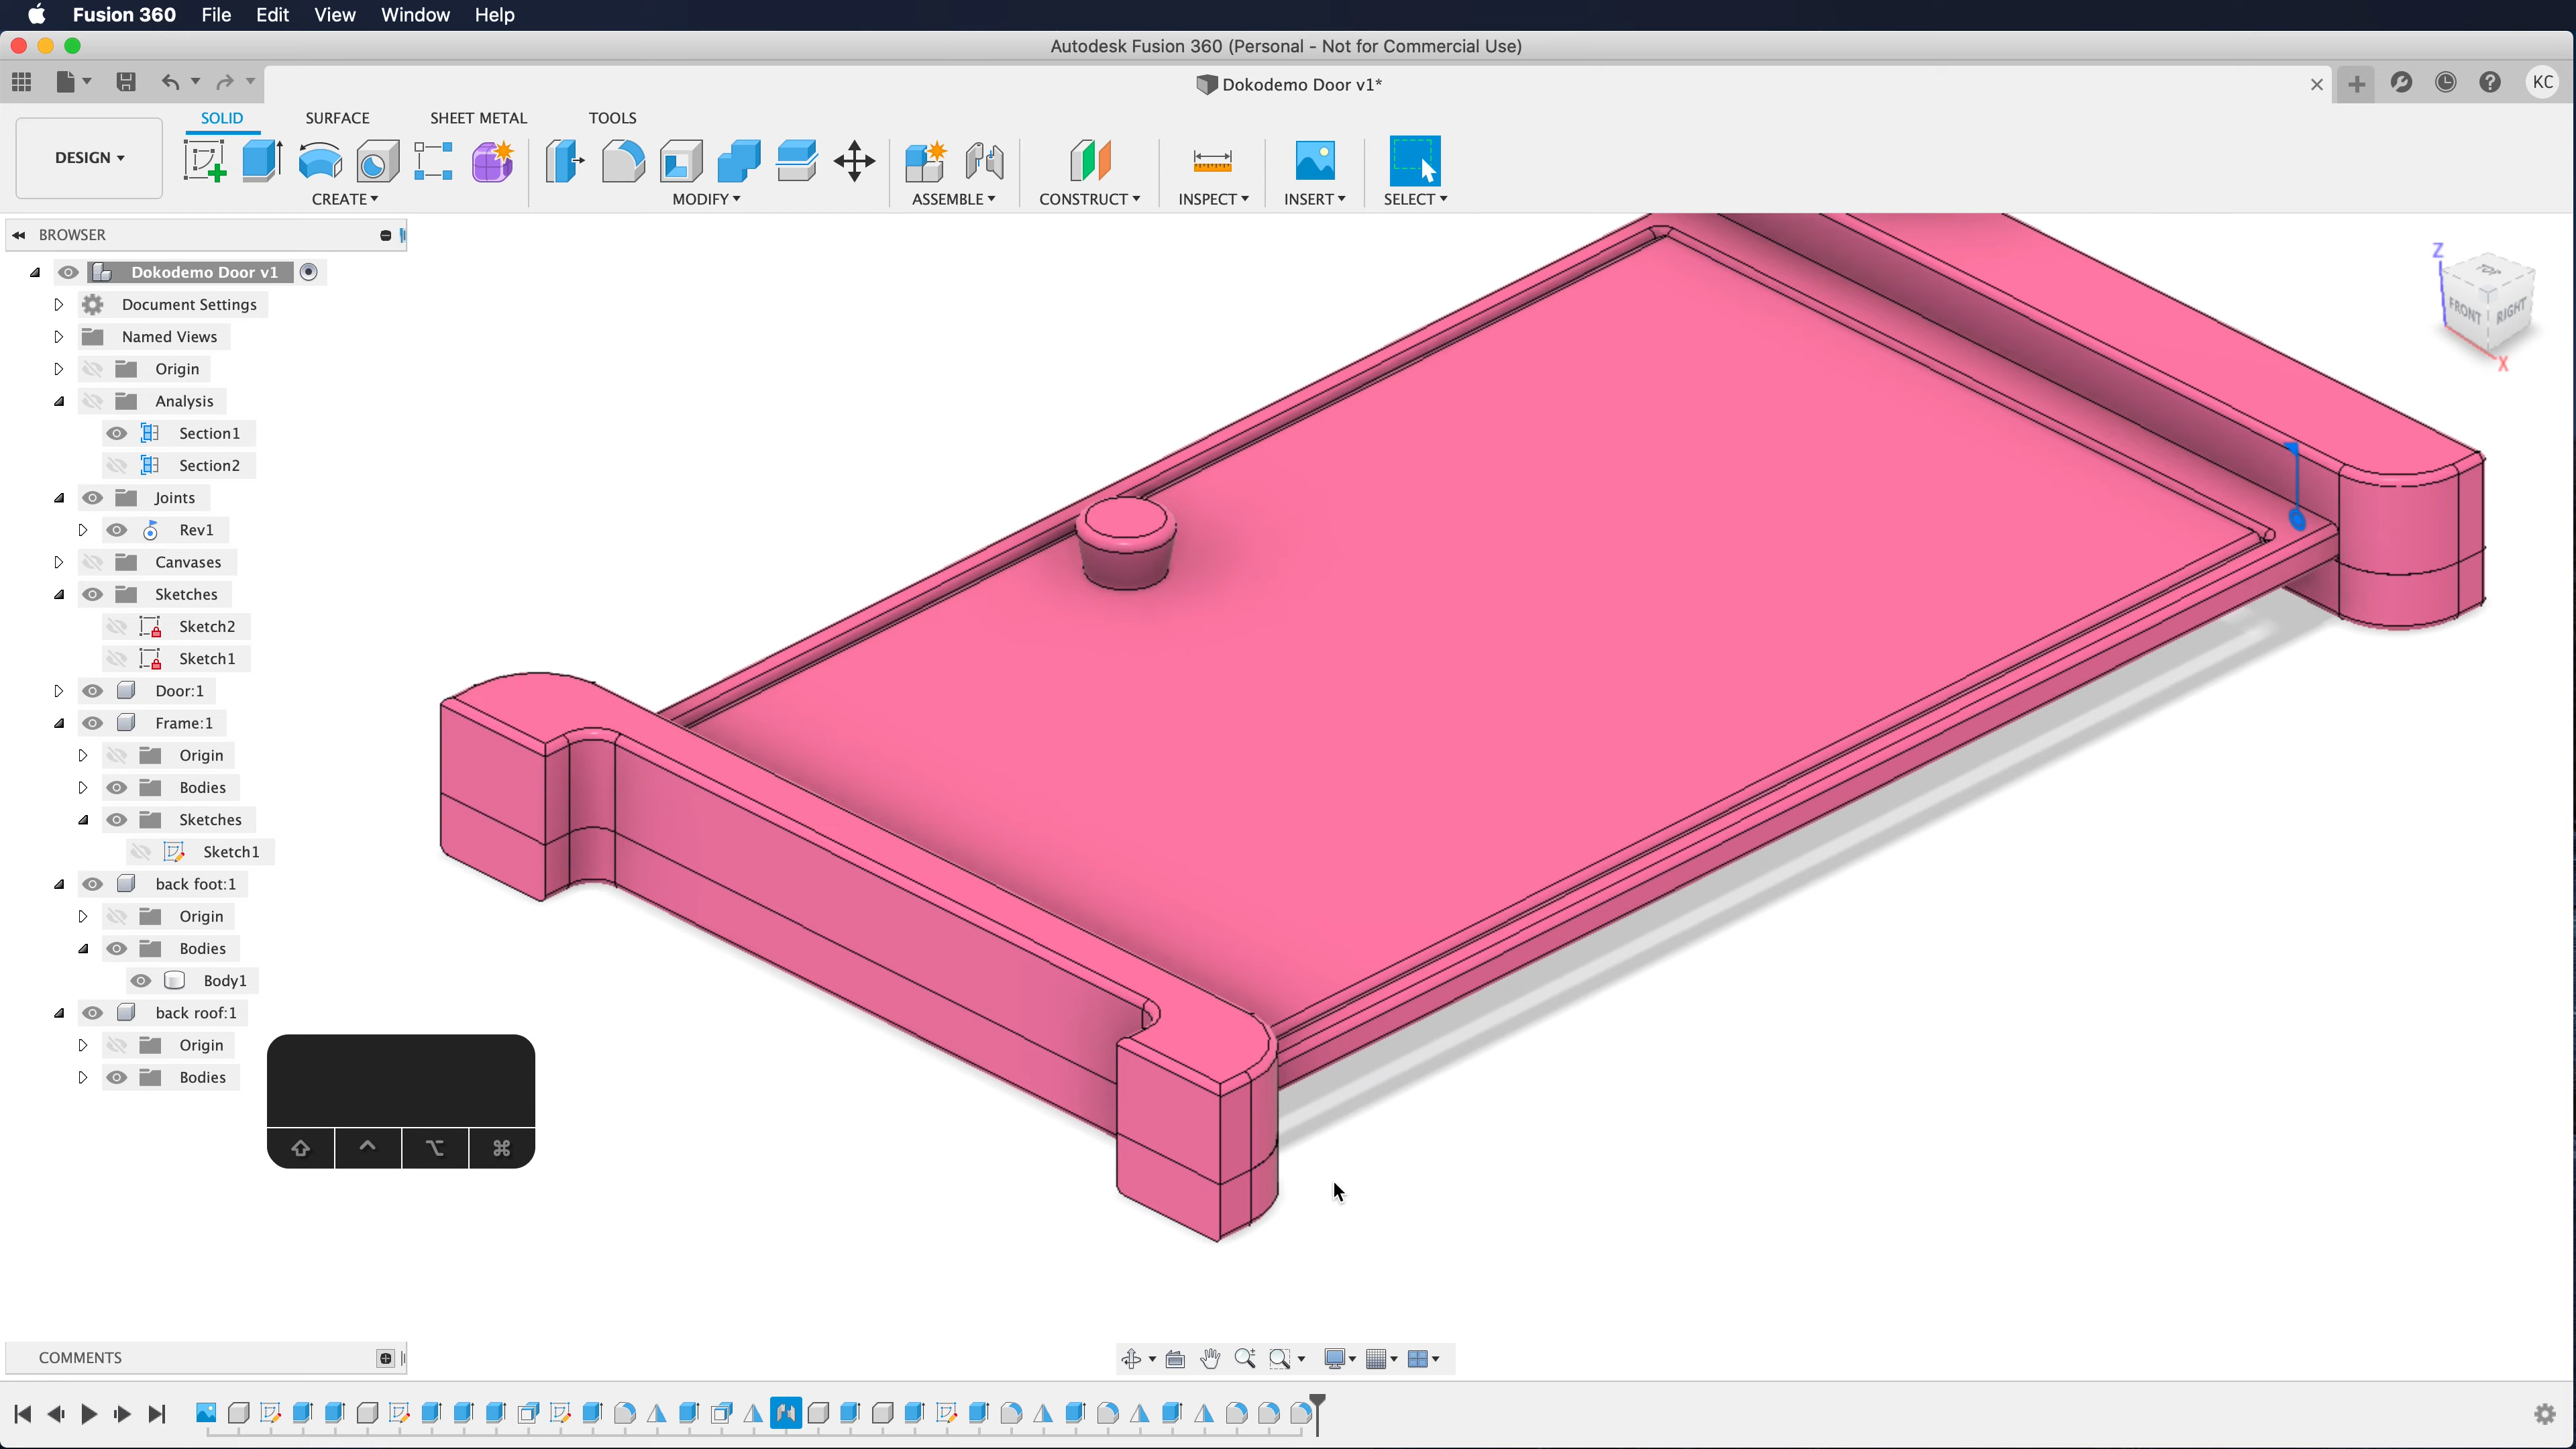 Fusion 360 File Edit View Window Help
Autodesk Fusion 360 (Personal - Not for Commercial Use)
Dokodemo Door v1*
KC
SOLID SURFACE SHEET METAL TOOLS
DESIGN
CREATE MODIFY ASSEMBLE CONSTRUCT INSPECT INSERT SELECT
BROWSER
Dokodemo Door v1
Document Settings
Named Views
Origin
Analysis
Section1
Section2
Joints
Rev1
Canvases
Sketches
Sketch2
Sketch1
Door:1
Frame:1
Origin
Bodies
Sketches
Sketch1
back foot:1
Origin
Bodies
Body1
back roof:1
Origin
Bodies
Z
TOP
FRONT RIGHT
X
COMMENTS